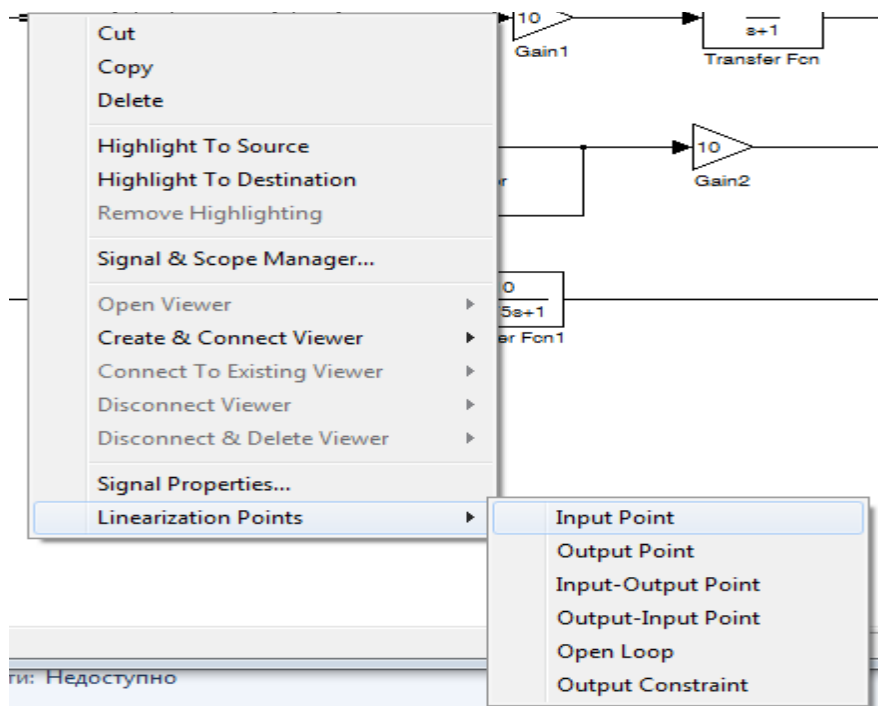 Cut
Copy
Delete
Highlight To Source
Highlight To Destination
Remove Highlighting
Signal & Scope Manager...
Open Viewer
Create & Connect Viewer
Connect To Existing Viewer
Disconnect Viewer
Disconnect & Delete Viewer
Signal Properties...
Linearization Points
Input Point
Output Point
Input-Output Point
Output-Input Point
Open Loop
Output Constraint
10
Gain1
s+1
Transfer Fcn
10
Gain2
r
0
5s+1
er Fcn1
ти: Недоступно